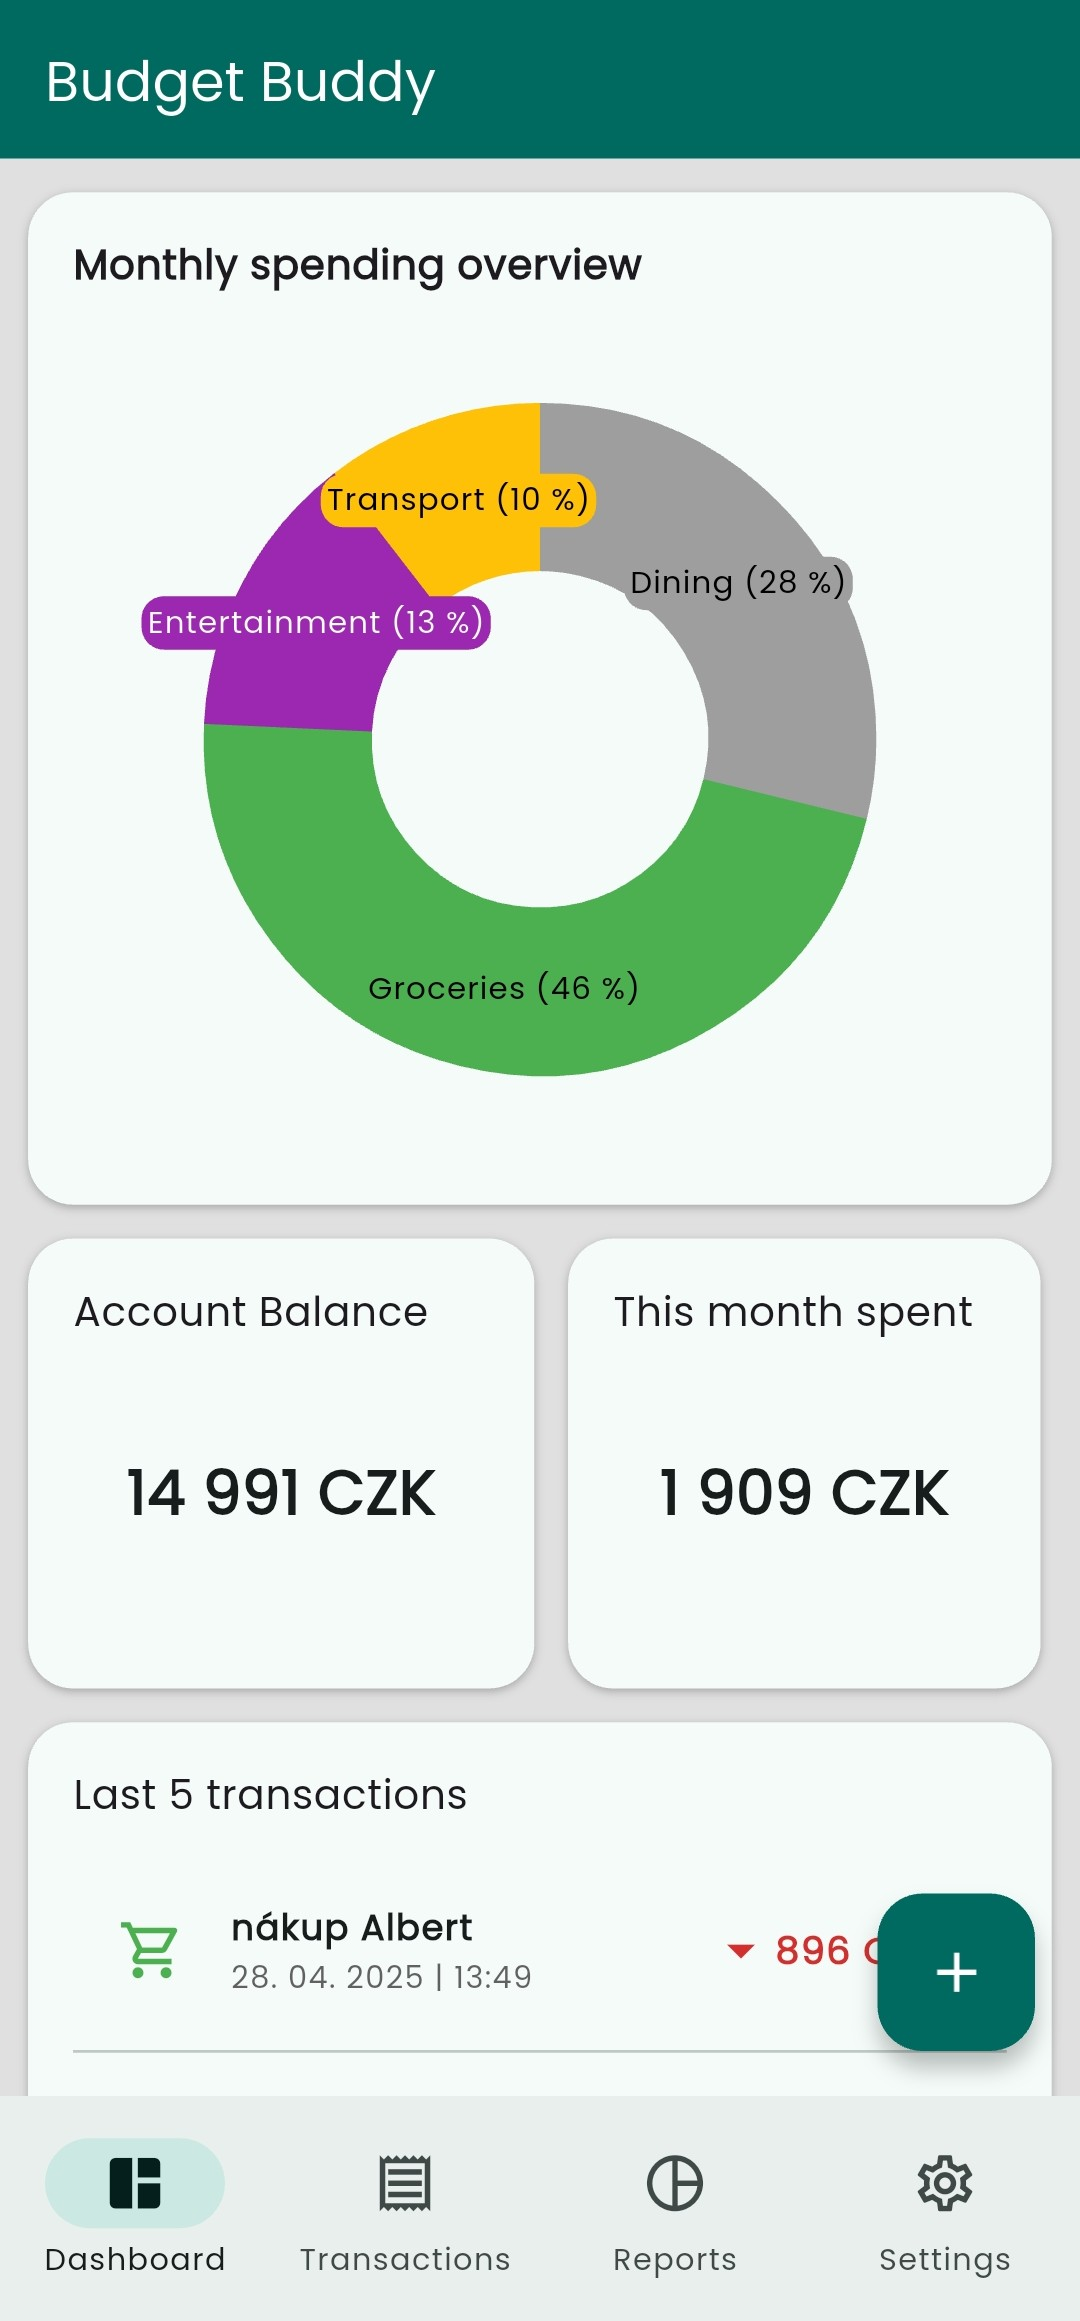 Budget Buddy
Monthly spending overview
Transport (10 %)
Dining (28 %)
Entertainment (13 %)
Groceries (46 %)
Account Balance
This month spent
14 991 CZK
1 909 CZK
Last 5 transactions
nákup Albert
896
28. 04. 2025 | 13:49
Dashboard
Transactions
Reports
Settings